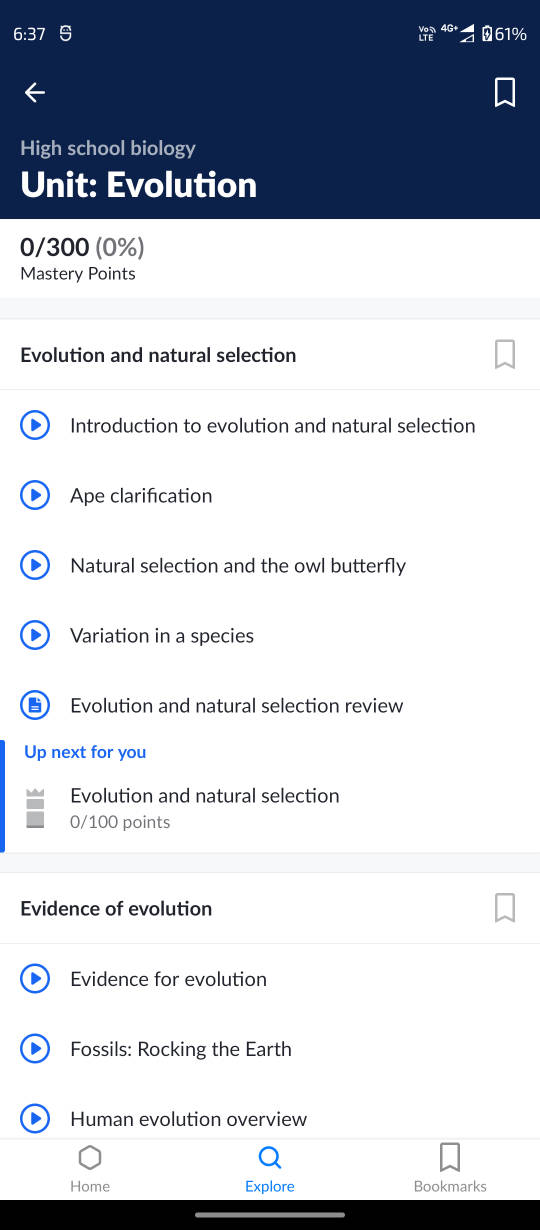 6:37
VoLTE 4G+ 61%
High school biology
Unit: Evolution
0/300 (0%)
Mastery Points
Evolution and natural selection
Introduction to evolution and natural selection
Ape clarification
Natural selection and the owl butterfly
Variation in a species
Evolution and natural selection review
Up next for you
Evolution and natural selection
0/100 points
Evidence of evolution
Evidence for evolution
Fossils: Rocking the Earth
Human evolution overview
Home
Explore
Bookmarks